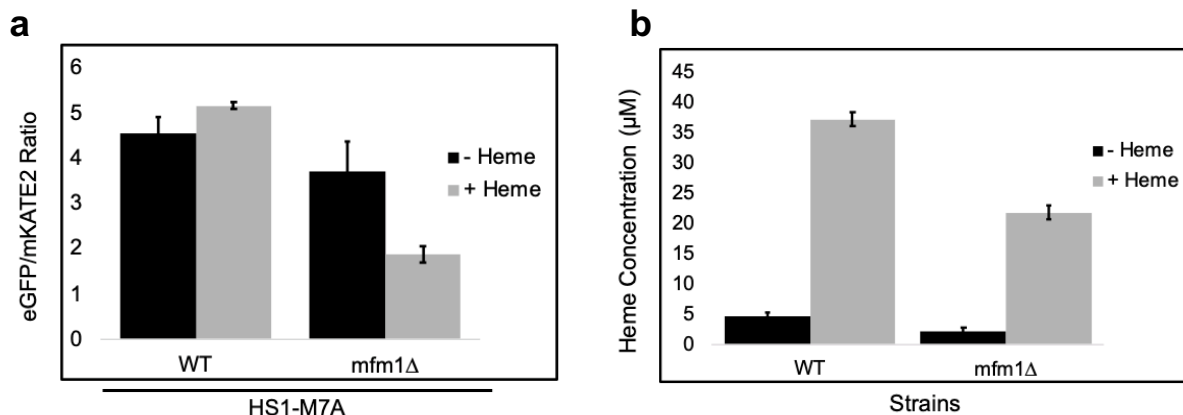 a
eGFP/mKATE2 Ratio
6
5
4
3
2
1
0
- Heme
+ Heme
WT
mfm1Δ
HS1-M7A
b
Heme Concentration (µM)
45
40
35
30
25
20
15
10
5
0
- Heme
+ Heme
WT
mfm1Δ
Strains